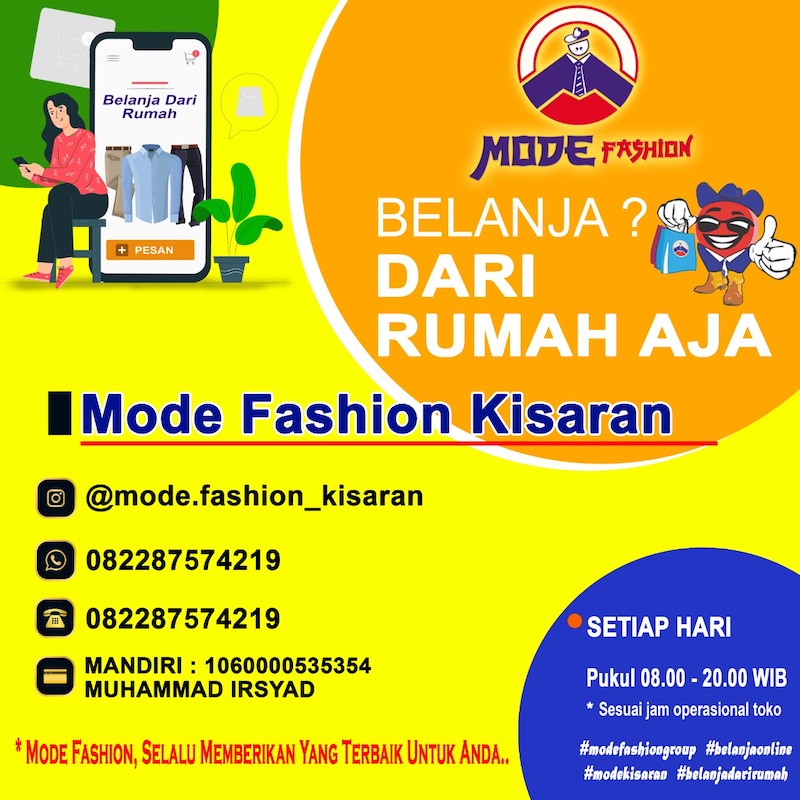 Belanja Dari
Rumah
+ PESAN
MODE FASHION
BELANJA ?
DARI
RUMAH AJA
Mode Fashion Kisaran
@mode.fashion_kisaran
082287574219
082287574219
MANDIRI : 1060000535354
MUHAMMAD IRSYAD
* MODE FASHION, SELALU MEMBERIKAN YANG TERBAIK UNTUK ANDA..
SETIAP HARI
Pukul 08.00 - 20.00 WIB
* Sesuai jam operasional toko
#modefashiongroup #belanjaonline
#modekisaran #belanjadarirumah